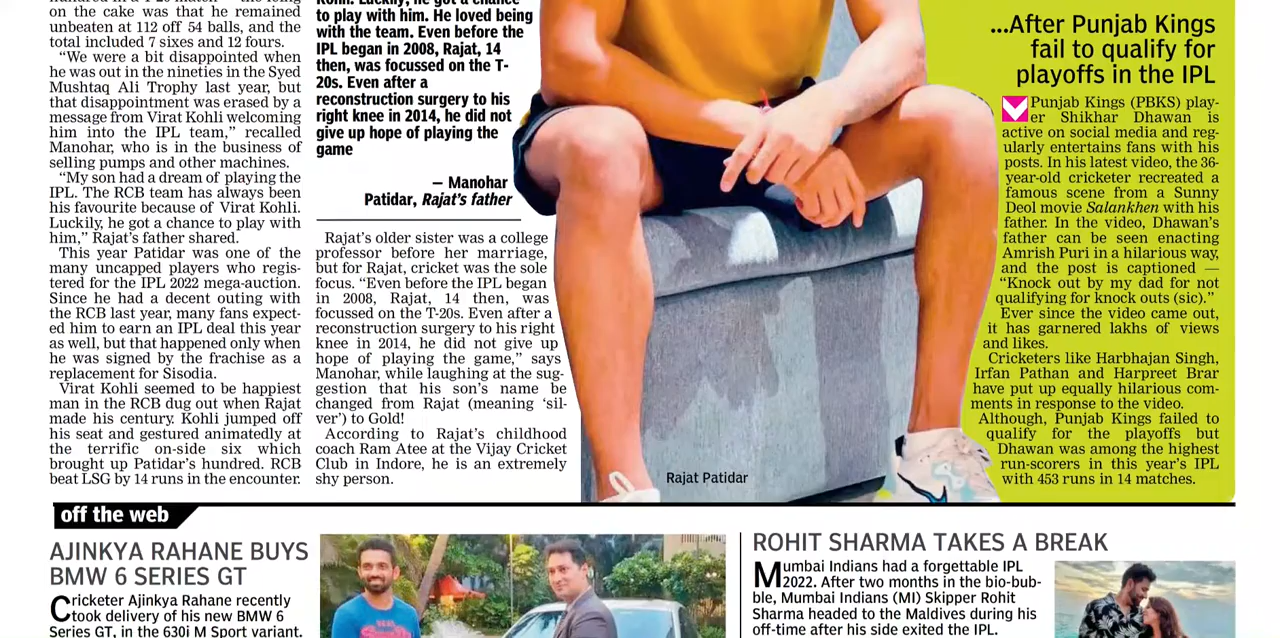 on the cake was that he remained
unbeaten at 112 off 54 balls, and the
total included 7 sixes and 12 fours.
“We were a bit disappointed when
he was out in the nineties in the Syed
Mushtaq Ali Trophy last year, but
that disappointment was erased by a
message from Virat Kohli welcoming
him into the IPL team,” recalled
Manohar, who is in the business of
selling pumps and other machines.
“My son had a dream of playing the
IPL. The RCB team has always been
his favourite because of Virat Kohli.
Luckily, he got a chance to play with
him,” Rajat’s father shared.
This year Patidar was one of the
many uncapped players who regis-
tered for the IPL 2022 mega-auction.
Since he had a decent outing with
the RCB last year, many fans expect-
ed him to earn an IPL deal this year
as well, but that happened only when
he was signed by the frachise as a
replacement for Sisodia.
Virat Kohli seemed to be happiest
man in the RCB dug out when Rajat
made his century. Kohli jumped off
his seat and gestured animatedly at
the terrific on-side six which
brought up Patidar’s hundred. RCB
beat LSG by 14 runs in the encounter.
Kohli. Luckily, he got a chance
to play with him. He loved being
with the team. Even before the
IPL began in 2008, Rajat, 14
then, was focussed on the T-
20s. Even after a
reconstruction surgery to his
right knee in 2014, he did not
give up hope of playing the
game
— Manohar
Patidar, Rajat’s father
Rajat’s older sister was a college
professor before her marriage,
but for Rajat, cricket was the sole
focus. “Even before the IPL began
in 2008, Rajat, 14 then, was
focussed on the T-20s. Even after a
reconstruction surgery to his right
knee in 2014, he did not give up
hope of playing the game,” says
Manohar, while laughing at the sug-
gestion that his son’s name be
changed from Rajat (meaning ‘sil-
ver’) to Gold!
According to Rajat’s childhood
coach Ram Atee at the Vijay Cricket
Club in Indore, he is an extremely
shy person.
Rajat Patidar
...After Punjab Kings
fail to qualify for
playoffs in the IPL
Punjab Kings (PBKS) play-
er Shikhar Dhawan is
active on social media and reg-
ularly entertains fans with his
posts. In his latest video, the 36-
year-old cricketer recreated a
famous scene from a Sunny
Deol movie Salankhen with his
father. In the video, Dhawan’s
father can be seen enacting
Amrish Puri in a hilarious way,
and the post is captioned —
“Knock out by my dad for not
qualifying for knock outs (sic).”
Ever since the video came out,
it has garnered lakhs of views
and likes.
Cricketers like Harbhajan Singh,
Irfan Pathan and Harpreet Brar
have put up equally hilarious com-
ments in response to the video.
Although, Punjab Kings failed to
qualify for the playoffs but
Dhawan was among the highest
run-scorers in this year’s IPL
with 453 runs in 14 matches.
off the web
AJINKYA RAHANE BUYS
BMW 6 SERIES GT
Cricketer Ajinkya Rahane recently
took delivery of his new BMW 6
Series GT, in the 630i M Sport variant.
ROHIT SHARMA TAKES A BREAK
Mumbai Indians had a forgettable IPL
2022. After two months in the bio-bub-
ble, Mumbai Indians (MI) Skipper Rohit
Sharma headed to the Maldives during his
off-time after his side exited the IPL.